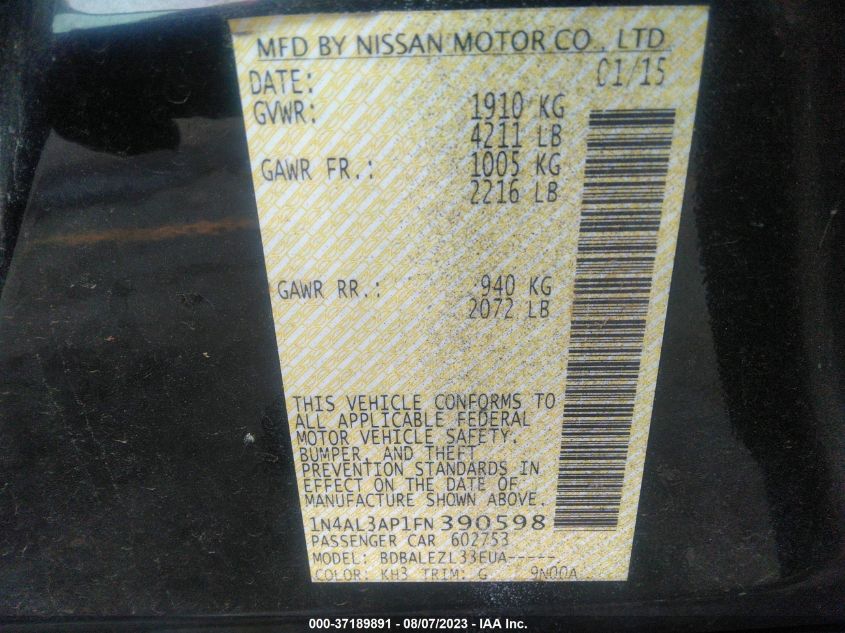 MFD BY NISSAN MOTOR CO., LTD
DATE: 01/15
GVWR: 1910 KG
4211 LB
GAWR FR.: 1005 KG
2216 LB
GAWR RR.: 940 KG
2072 LB
THIS VEHICLE CONFORMS TO
ALL APPLICABLE FEDERAL
MOTOR VEHICLE SAFETY,
BUMPER, AND THEFT
PREVENTION STANDARDS IN
EFFECT ON THE DATE OF
MANUFACTURE SHOWN ABOVE.
1N4AL3AP1FN390598
PASSENGER CAR 602753
MODEL: BDBALEZL33EUA-----
COLOR: KH3 TRIM: G 9N00A
000-37189891 - 08/07/2023 - IAA Inc.